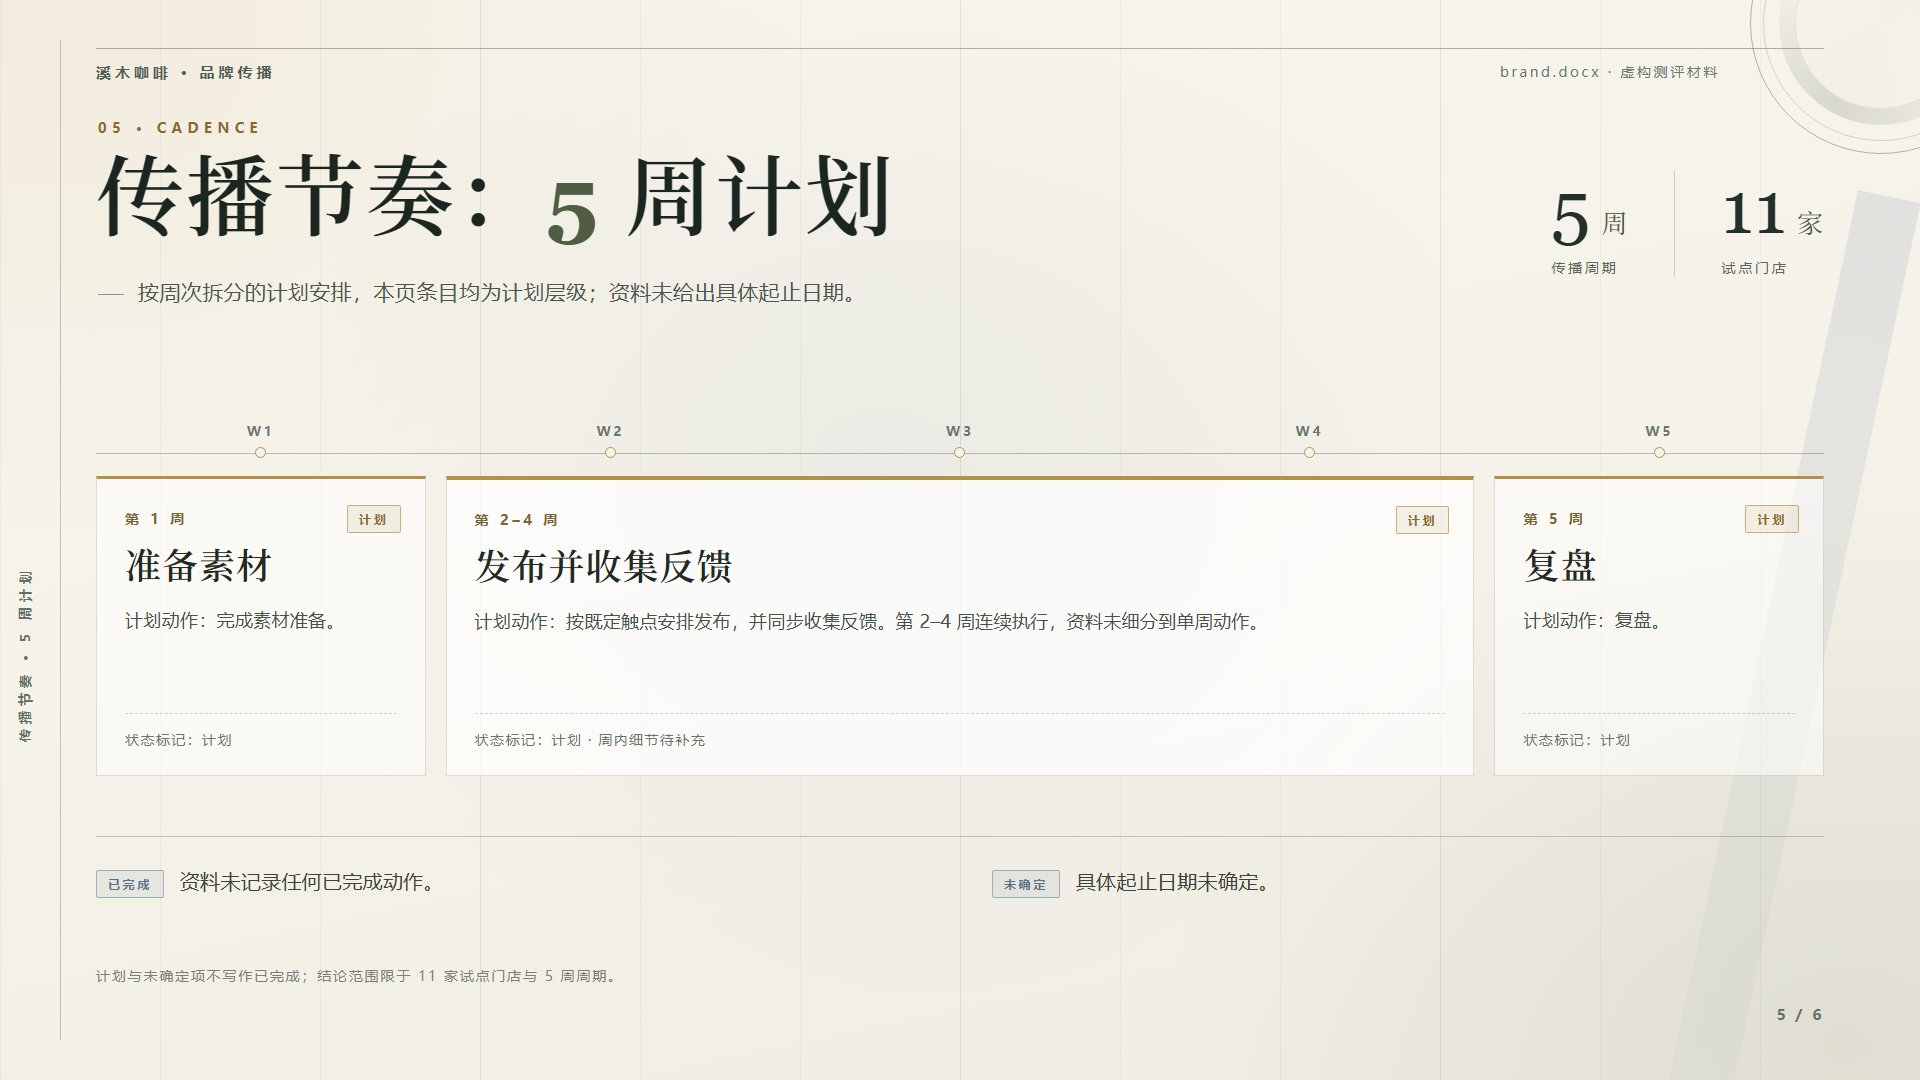 溪木咖啡 • 品牌传播
brand.docx · 虚构测评材料
05 • CADENCE
传播节奏：5 周计划
— 按周次拆分的计划安排，本页条目均为计划层级；资料未给出具体起止日期。
5 周
传播周期
11 家
试点门店
W1
W2
W3
W4
W5
第 1 周
计划
准备素材
计划动作：完成素材准备。
状态标记：计划
第 2–4 周
计划
发布并收集反馈
计划动作：按既定触点安排发布，并同步收集反馈。第 2–4 周连续执行，资料未细分到单周动作。
状态标记：计划 · 周内细节待补充
第 5 周
计划
复盘
计划动作：复盘。
状态标记：计划
传播节奏 • 5 周计划
已完成 资料未记录任何已完成动作。
未确定 具体起止日期未确定。
计划与未确定项不写作已完成；结论范围限于 11 家试点门店与 5 周周期。
5 / 6